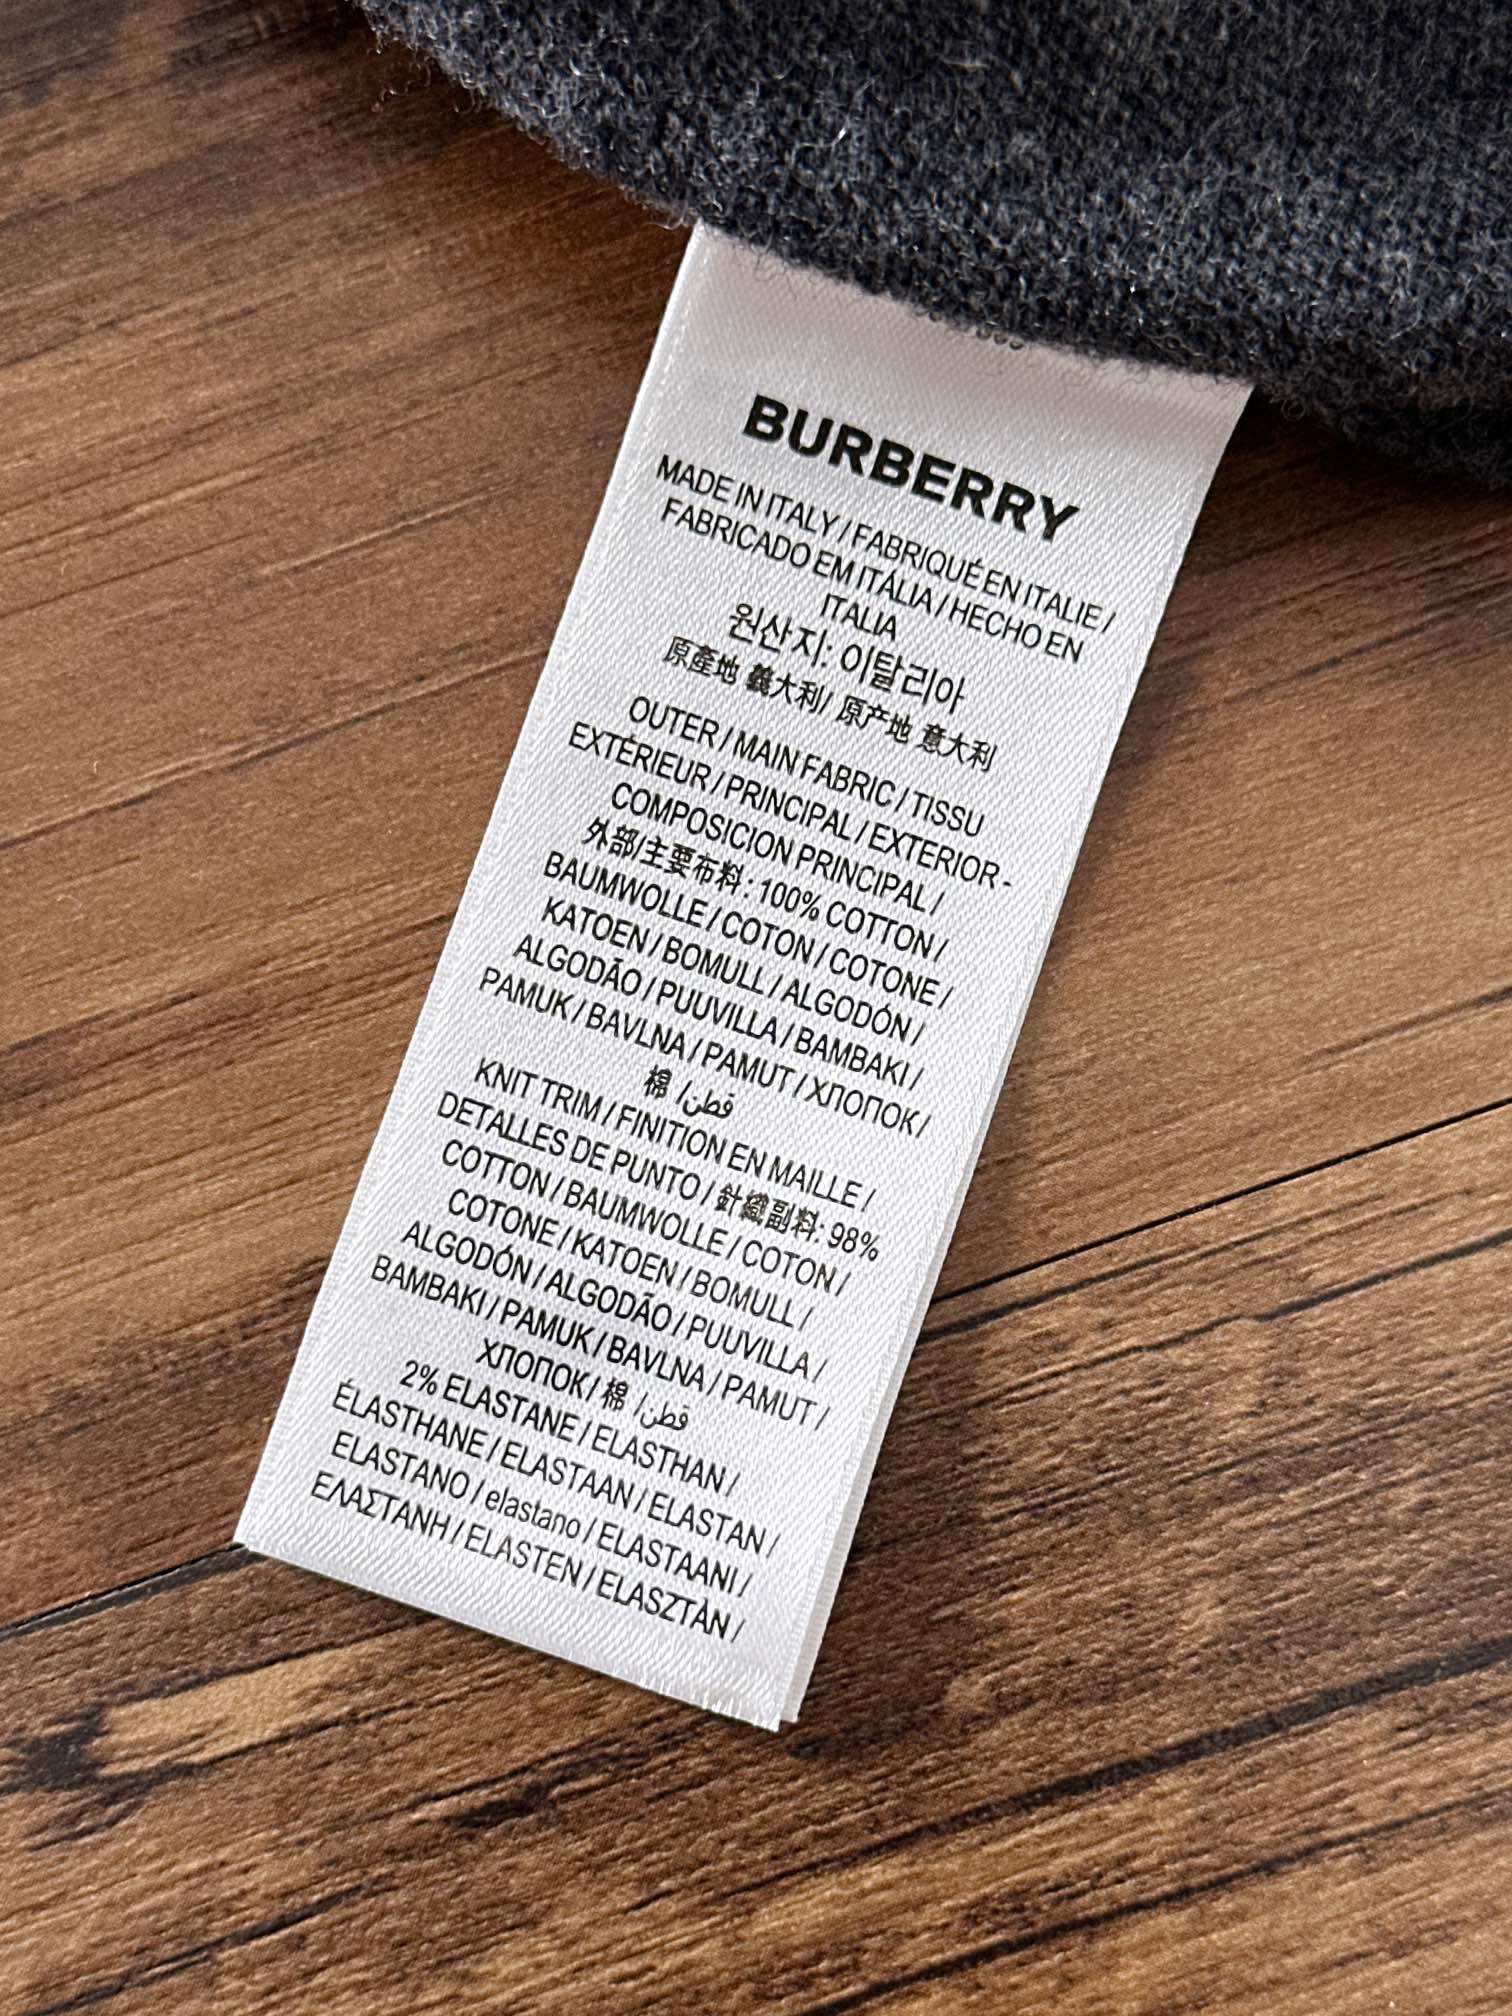 BURBERRY
MADE IN ITALY / FABRIQUÉ EN ITALIE /
FABRICADO EM ITÁLIA / HECHO EN
ITALIA
원산지: 이탈리아
原產地 義大利/ 原产地 意大利
OUTER / MAIN FABRIC / TISSU
EXTÉRIEUR / PRINCIPAL / EXTERIOR -
COMPOSICION PRINCIPAL /
外部/主要布料: 100% COTTON /
BAUMWOLLE / COTON / COTONE /
KATOEN / BOMULL / ALGODÓN /
ALGODÃO / PUUVILLA / BAMBAKI /
PAMUK / BAVLNA / PAMUT / ХЛОПОК /
棉 /قطن
KNIT TRIM / FINITION EN MAILLE /
DETALLES DE PUNTO / 針織副料: 98%
COTTON / BAUMWOLLE / COTON /
COTONE / KATOEN / BOMULL /
ALGODÓN / ALGODÃO / PUUVILLA /
BAMBAKI / PAMUK / BAVLNA / PAMUT /
ХЛОПОК / 棉 /قطن
2% ELASTANE / ELASTHAN /
ÉLASTHANE / ELASTAAN / ELASTAN /
ELASTANO / elastano / ELASTAANI /
ΕΛΑΣΤΑΝΗ / ELASTEN / ELASZTÀN /